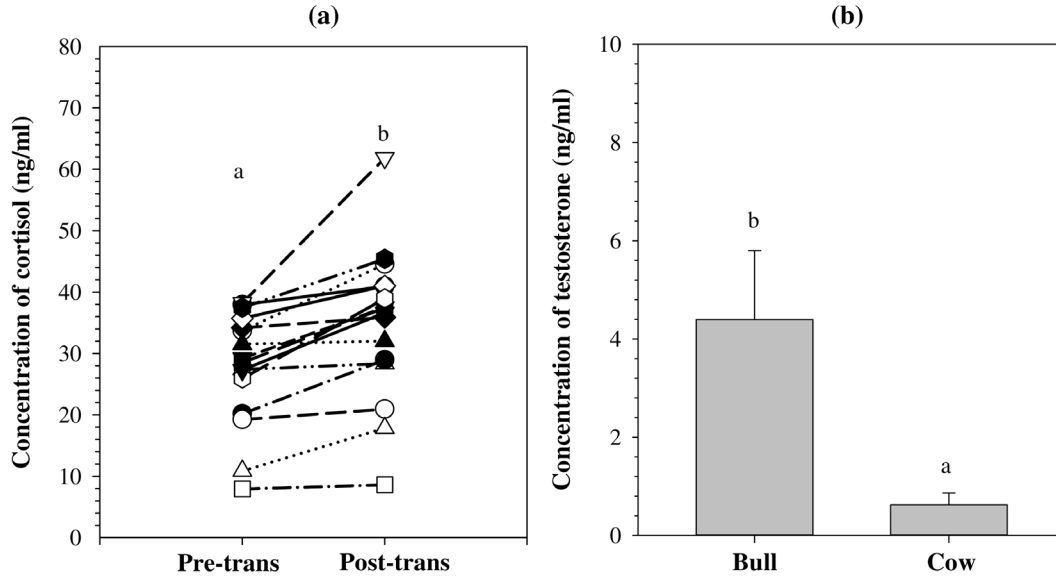 (a)
Concentration of cortisol (ng/ml)
80
70
60
50
40
30
20
10
0
a
b
Pre-trans Post-trans
(b)
Concentration of testosterone (ng/ml)
10
8
6
4
2
0
b
a
Bull Cow